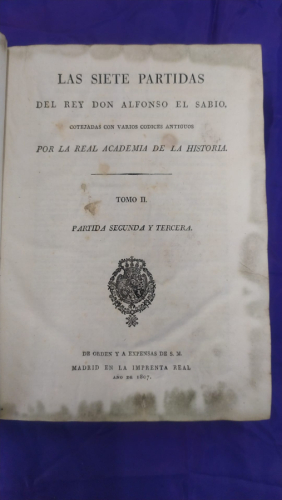 LAS SIETE PARTIDAS
DEL REY DON ALFONSO EL SABIO,
COTEJADAS CON VARIOS CODICES ANTIGUOS
POR LA REAL ACADEMIA DE LA HISTORIA.
TOMO II.
PARTIDA SEGUNDA Y TERCERA.
DE ORDEN Y A EXPENSAS DE S. M.
MADRID EN LA IMPRENTA REAL
AÑO DE 1807.